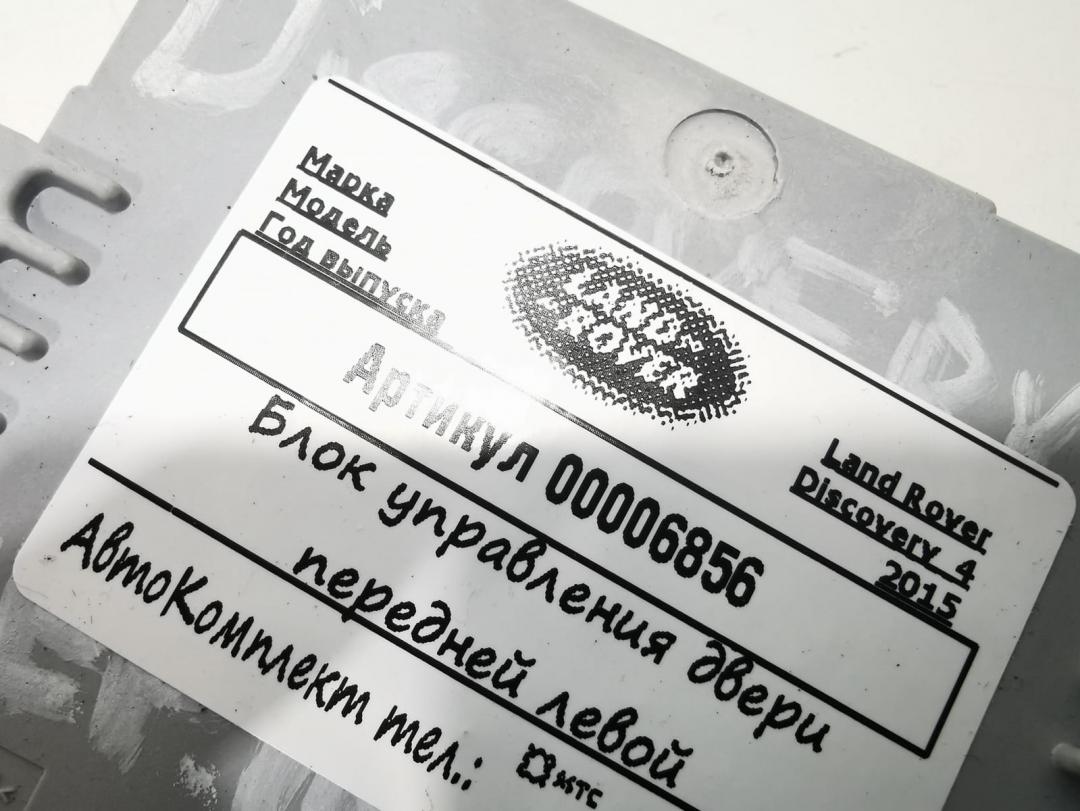 Марка
Модель
Год выпуска
LAND ROVER
Land Rover
Discovery 4
2015
Артикул 00006856
Блок управления двери
передней левой
АвтоКомплект тел.:
жтс